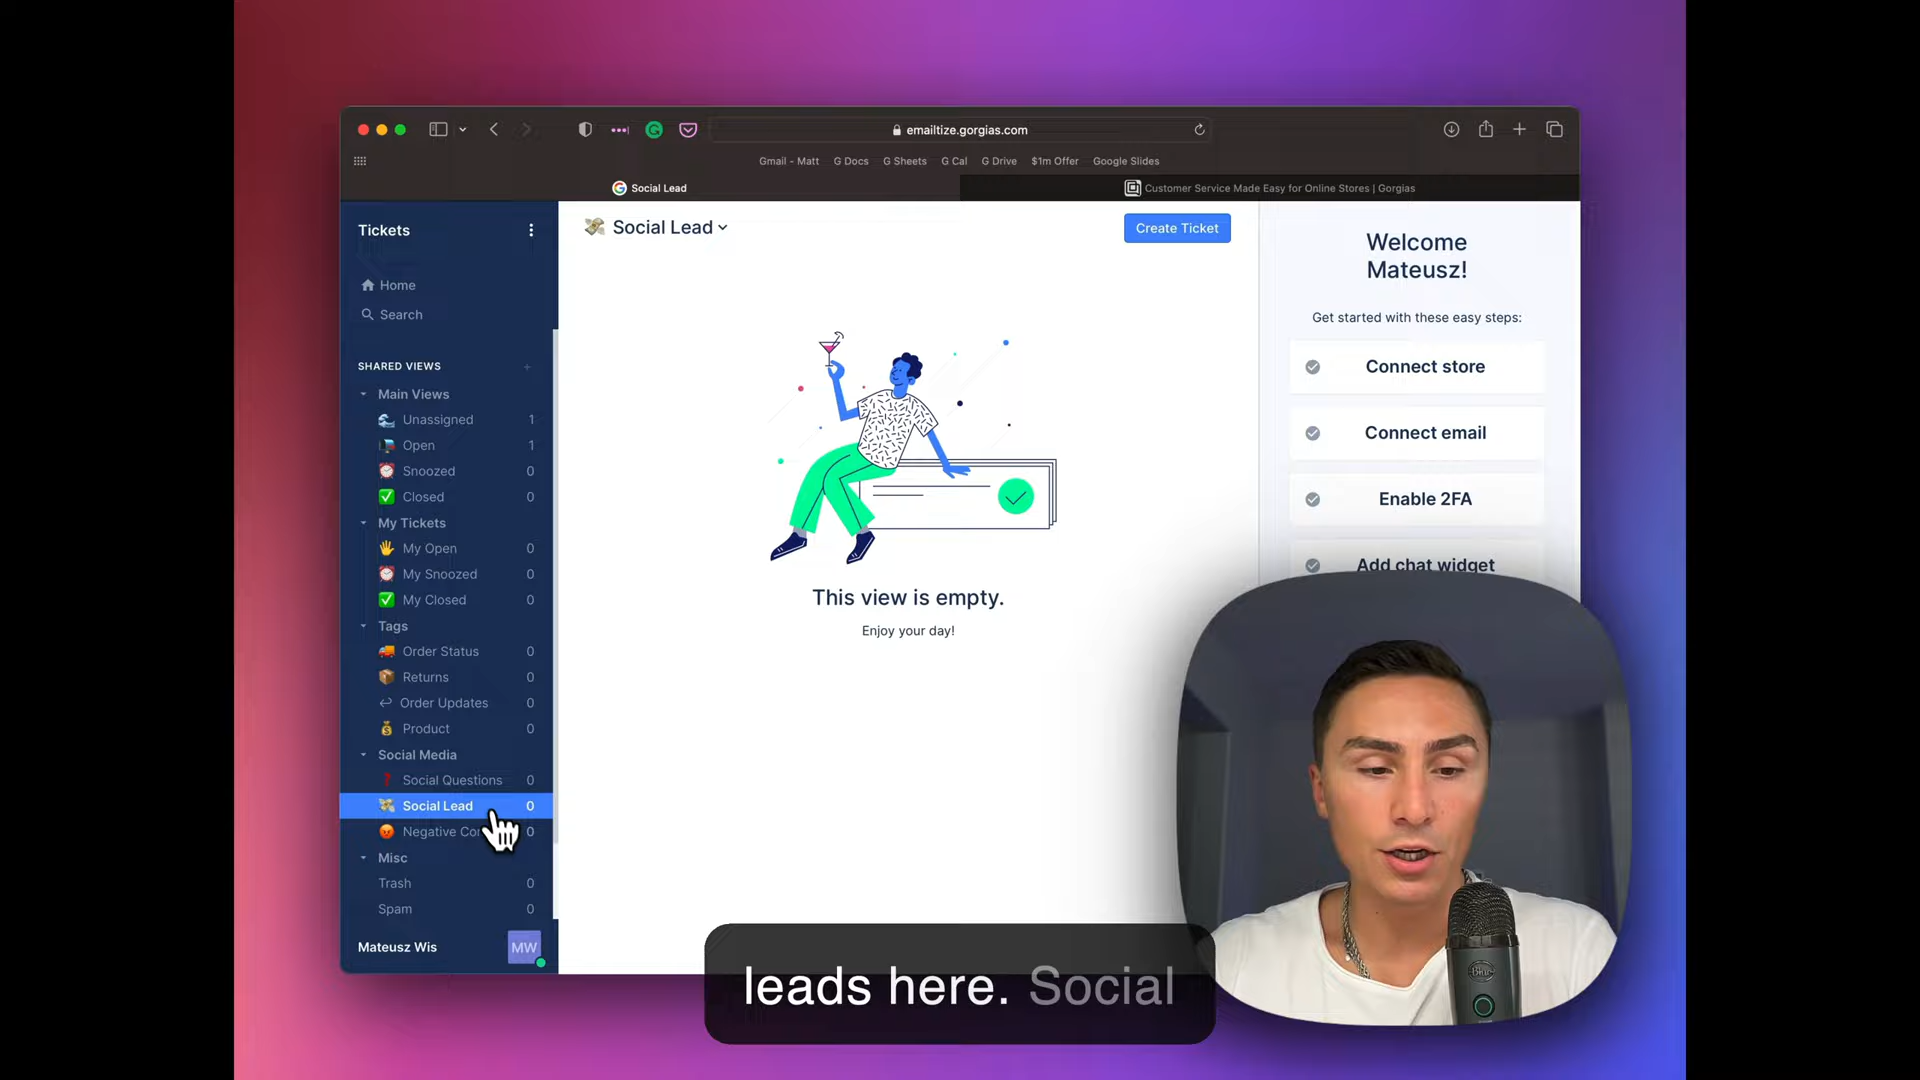 emailtize.gorgias.com
Gmail - Matt G Docs G Sheets G Cal G Drive $1m Offer Google Slides
Social Lead
Customer Service Made Easy for Online Stores | Gorgias
Tickets
Home
Search
SHARED VIEWS
Main Views
Unassigned 1
Open 1
Snoozed 0
Closed 0
My Tickets
My Open 0
My Snoozed 0
My Closed 0
Tags
Order Status 0
Returns 0
Order Updates 0
Product 0
Social Media
Social Questions 0
Social Lead 0
Negative 0
Misc
Trash 0
Spam 0
Mateusz Wis MW
Social Lead
Create Ticket
This view is empty.
Enjoy your day!
Welcome
Mateusz!
Get started with these easy steps:
Connect store
Connect email
Enable 2FA
Add chat widget
Blue
leads here. Social